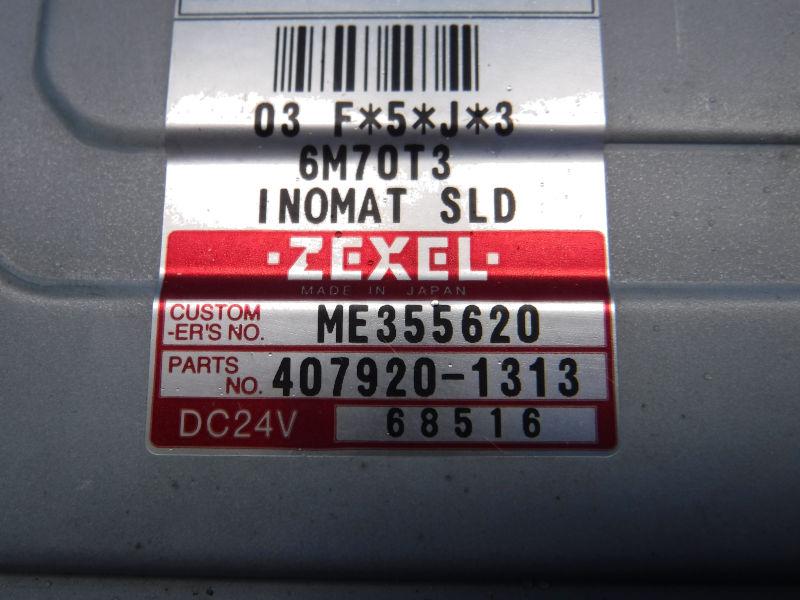 03 F*5*J*3
6M70T3
INOMAT SLD
·ZEXEL·
MADE IN JAPAN
CUSTOM
-ER'S NO. ME355620
PARTS
NO. 407920-1313
DC24V 68516